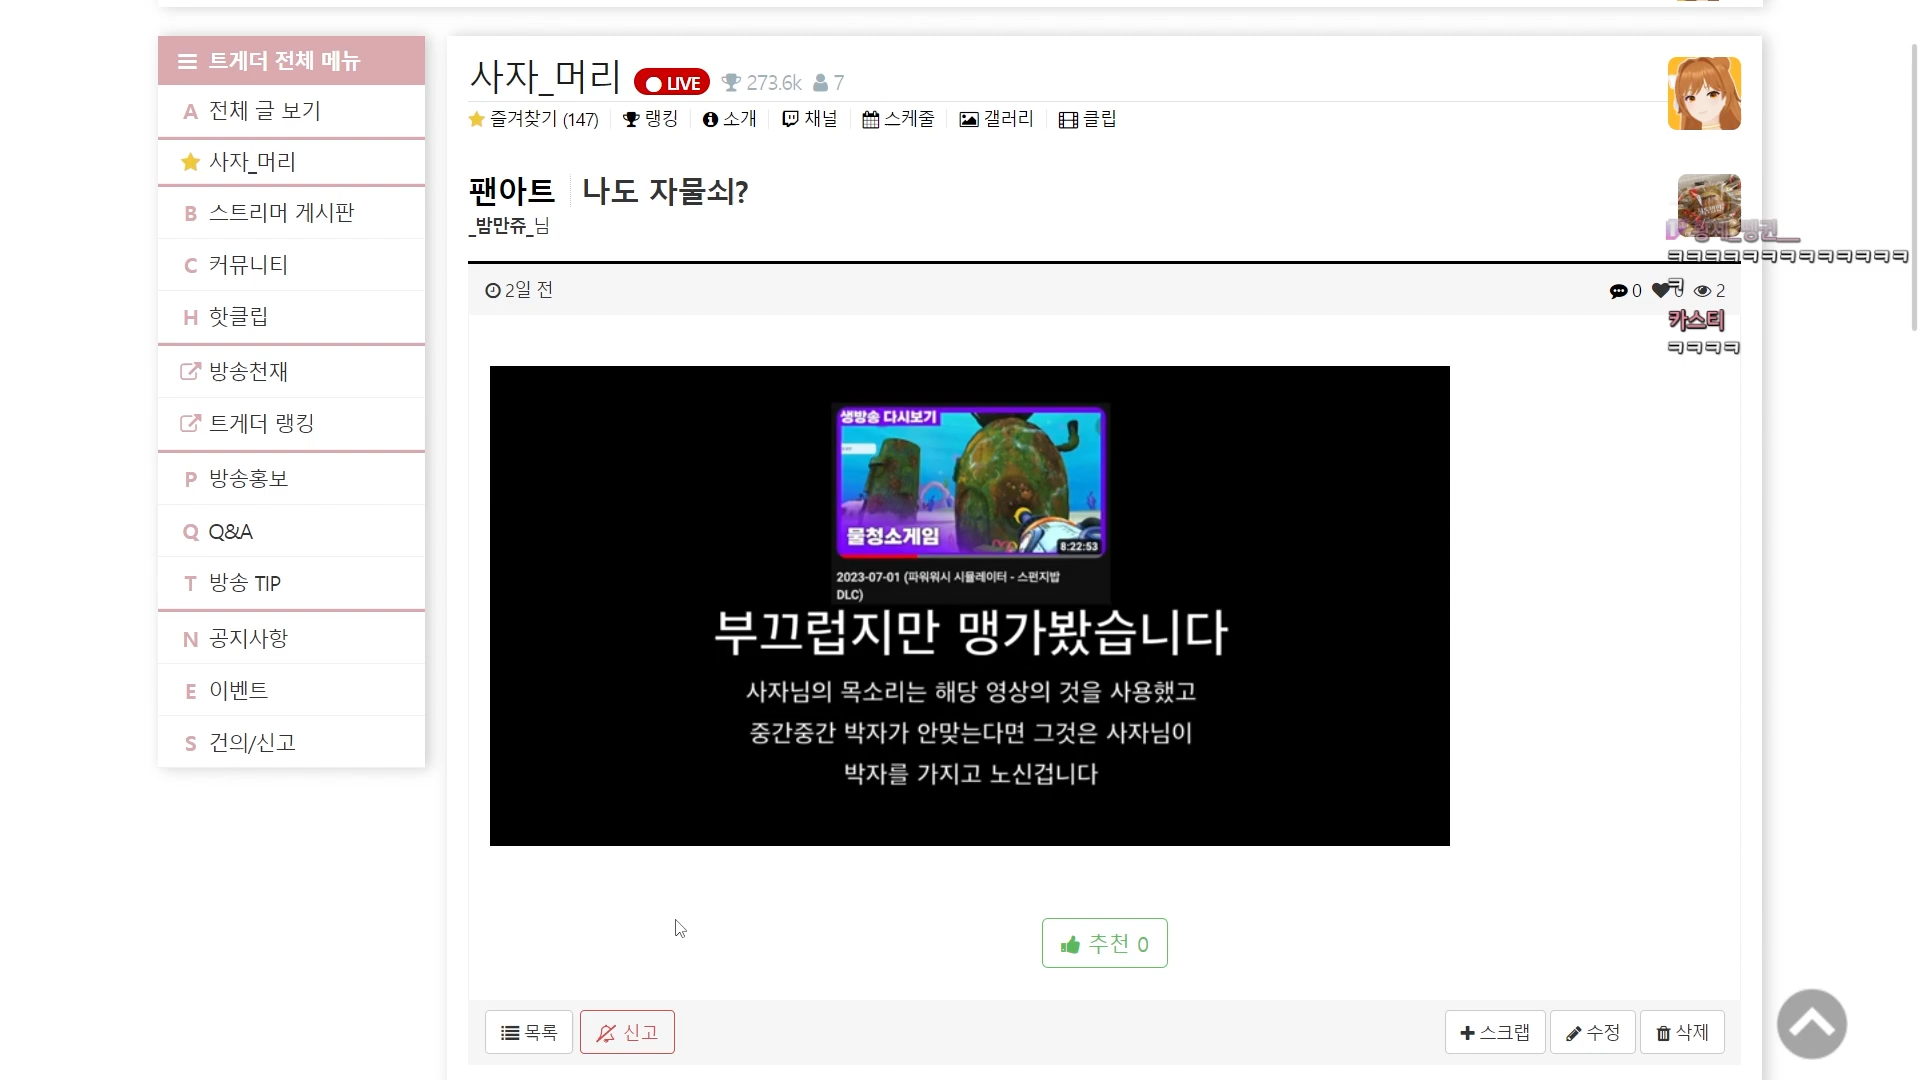 트게더 전체 메뉴
A 전체 글 보기
사자_머리
B 스트리머 게시판
C 커뮤니티
H 핫클립
방송천재
트게더 랭킹
P 방송홍보
Q Q&A
T 방송 TIP
N 공지사항
E 이벤트
S 건의/신고
사자_머리 LIVE 273.6k 7
즐겨찾기 (147) 랭킹 소개 채널 스케줄 갤러리 클립
팬아트 나도 자물쇠?
_밤만쥬_님
ㅋㅋㅋㅋㅋㅋㅋㅋㅋㅋㅋㅋㅋ
ㅋ
2일 전
0 0 2
카스티
ㅋㅋㅋㅋ
생방송 다시보기
물청소게임
8:22:53
2023-07-01 (파워워시 시뮬레이터 - 스펀지밥
DLC)
부끄럽지만 맹가봤습니다
사자님의 목소리는 해당 영상의 것을 사용했고
중간중간 박자가 안맞는다면 그것은 사자님이
박자를 가지고 노신겁니다
추천 0
목록 신고
스크랩 수정 삭제